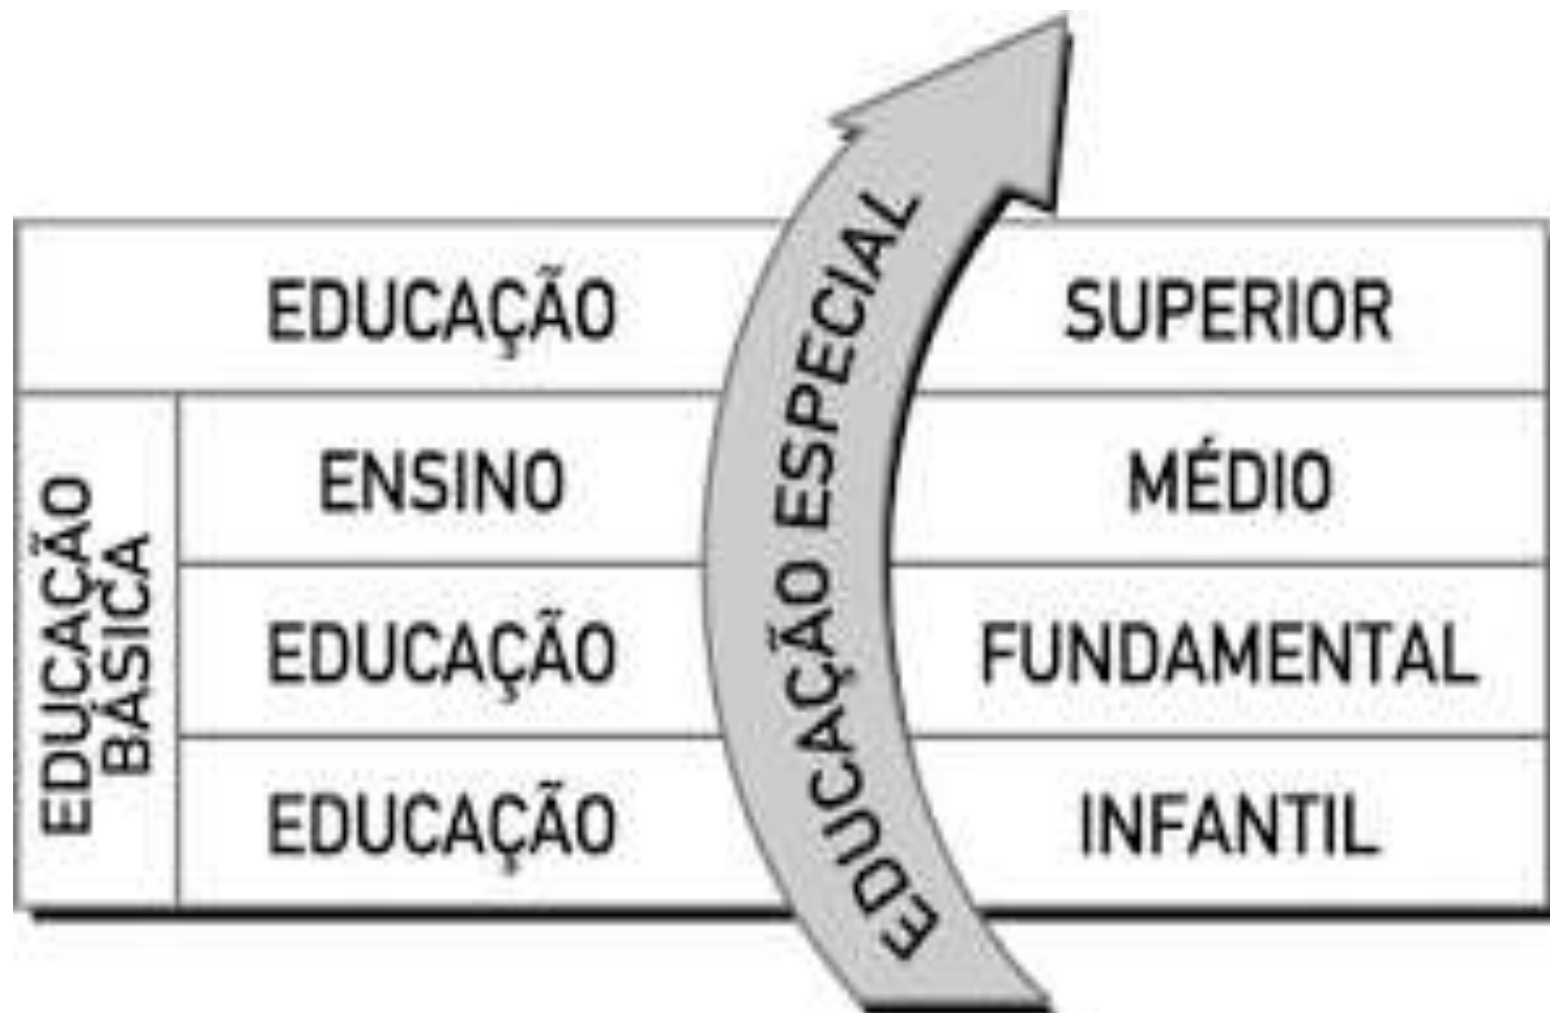 EDUCAÇÃO SUPERIOR
EDUCAÇÃO
BÁSICA
ENSINO MÉDIO
EDUCAÇÃO FUNDAMENTAL
EDUCAÇÃO INFANTIL
EDUCAÇÃO ESPECIAL